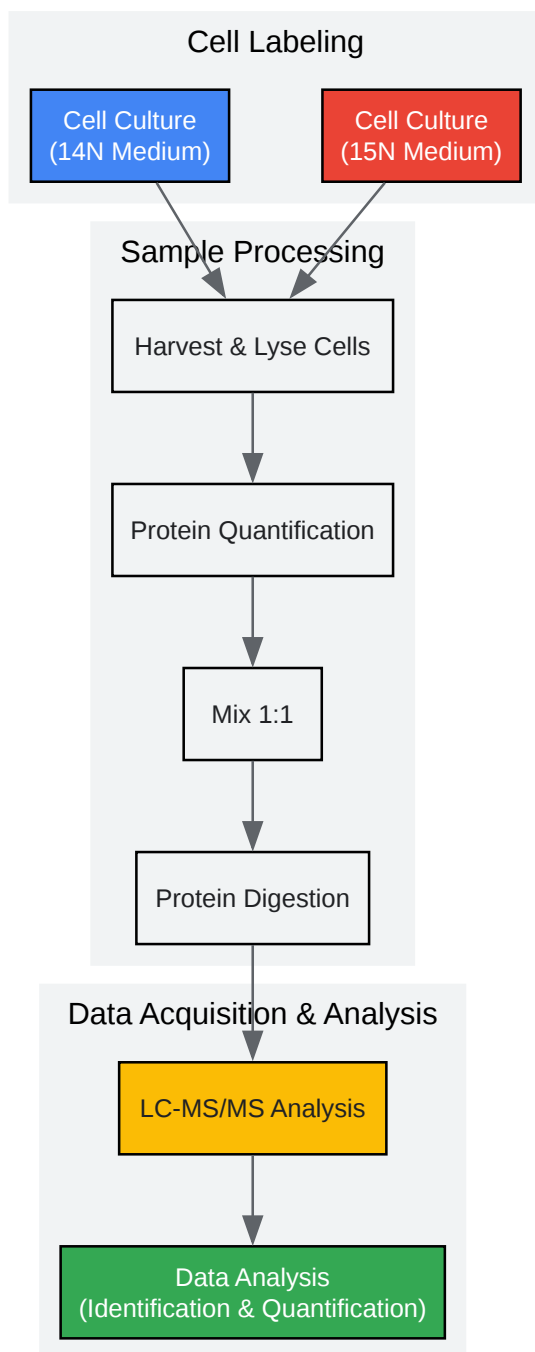 Cell Labeling
Cell Culture
(14N Medium)
Cell Culture
(15N Medium)
Sample Processing
Harvest & Lyse Cells
Protein Quantification
Mix 1:1
Protein Digestion
Data Acquisition & Analysis
LC-MS/MS Analysis
Data Analysis
(Identification & Quantification)